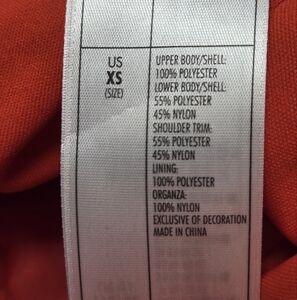 US
XS
(SIZE)
UPPER BODY/SHELL:
100% POLYESTER
LOWER BODY/SHELL:
55% POLYESTER
45% NYLON
SHOULDER TRIM:
55% POLYESTER
45% NYLON
LINING:
100% POLYESTER
ORGANZA:
100% NYLON
EXCLUSIVE OF DECORATION
MADE IN CHINA